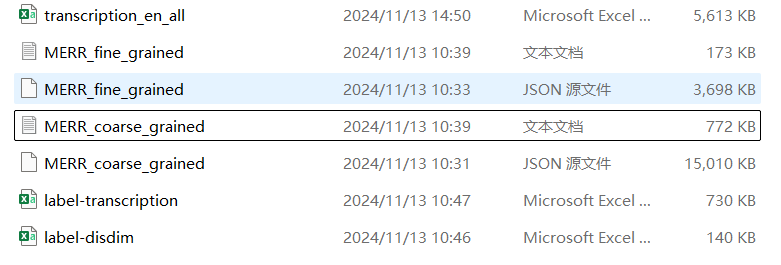 transcription_en_all 2024/11/13 14:50 Microsoft Excel ... 5,613 KB
MERR_fine_grained 2024/11/13 10:39 文本文档 173 KB
MERR_fine_grained 2024/11/13 10:33 JSON 源文件 3,698 KB
MERR_coarse_grained 2024/11/13 10:39 文本文档 772 KB
MERR_coarse_grained 2024/11/13 10:31 JSON 源文件 15,010 KB
label-transcription 2024/11/13 10:47 Microsoft Excel ... 730 KB
label-disdim 2024/11/13 10:46 Microsoft Excel ... 140 KB